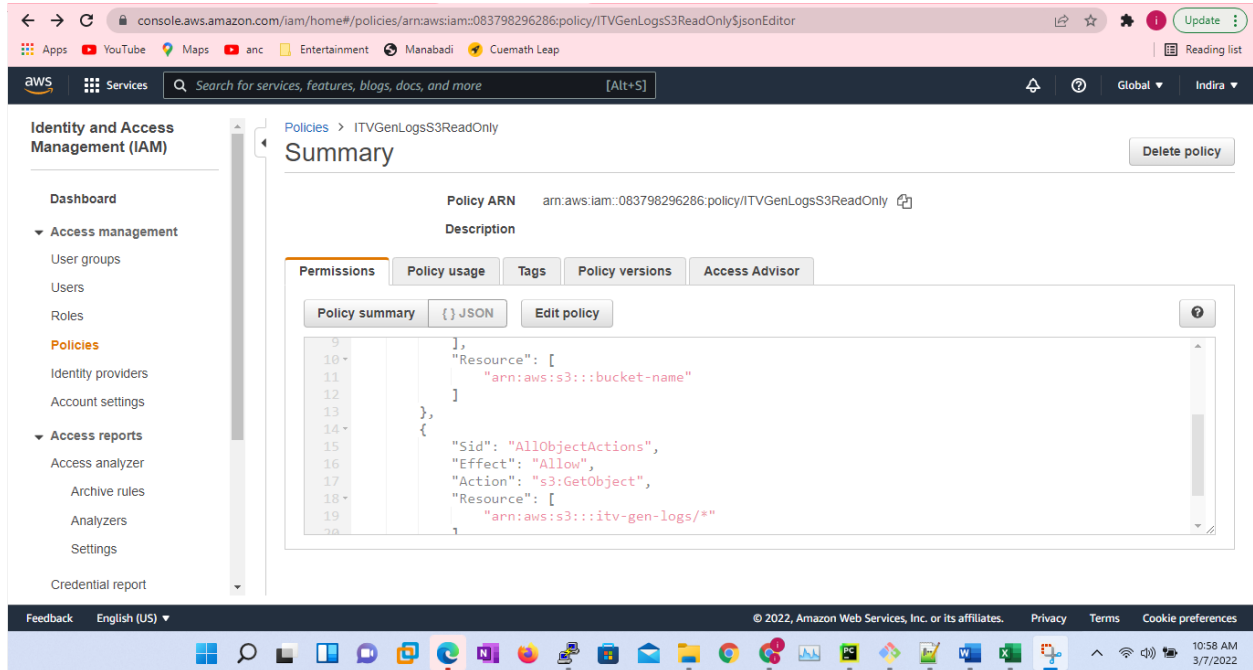 console.aws.amazon.com/iam/home#/policies/arn:aws:iam::083798296286:policy/ITVGenLogsS3ReadOnly$jsonEditor
i
Update
Apps YouTube Maps anc Entertainment Manabadi Cuemath Leap
Reading list
aws Services Search for services, features, blogs, docs, and more [Alt+S]
Global ▼ Indira ▼
Identity and Access
Management (IAM)
Dashboard
Access management
User groups
Users
Roles
Policies
Identity providers
Account settings
Access reports
Access analyzer
Archive rules
Analyzers
Settings
Credential report
Policies > ITVGenLogsS3ReadOnly
Summary
Delete policy
Policy ARN arn:aws:iam::083798296286:policy/ITVGenLogsS3ReadOnly
Description
Permissions Policy usage Tags Policy versions Access Advisor
Policy summary { } JSON Edit policy
9 ],
10 "Resource": [
11 "arn:aws:s3:::bucket-name"
12 ]
13 },
14 {
15 "Sid": "AllObjectActions",
16 "Effect": "Allow",
17 "Action": "s3:GetObject",
18 "Resource": [
19 "arn:aws:s3:::itv-gen-logs/*"
20 ]
Feedback English (US) ▼
© 2022, Amazon Web Services, Inc. or its affiliates. Privacy Terms Cookie preferences
10:58 AM
3/7/2022